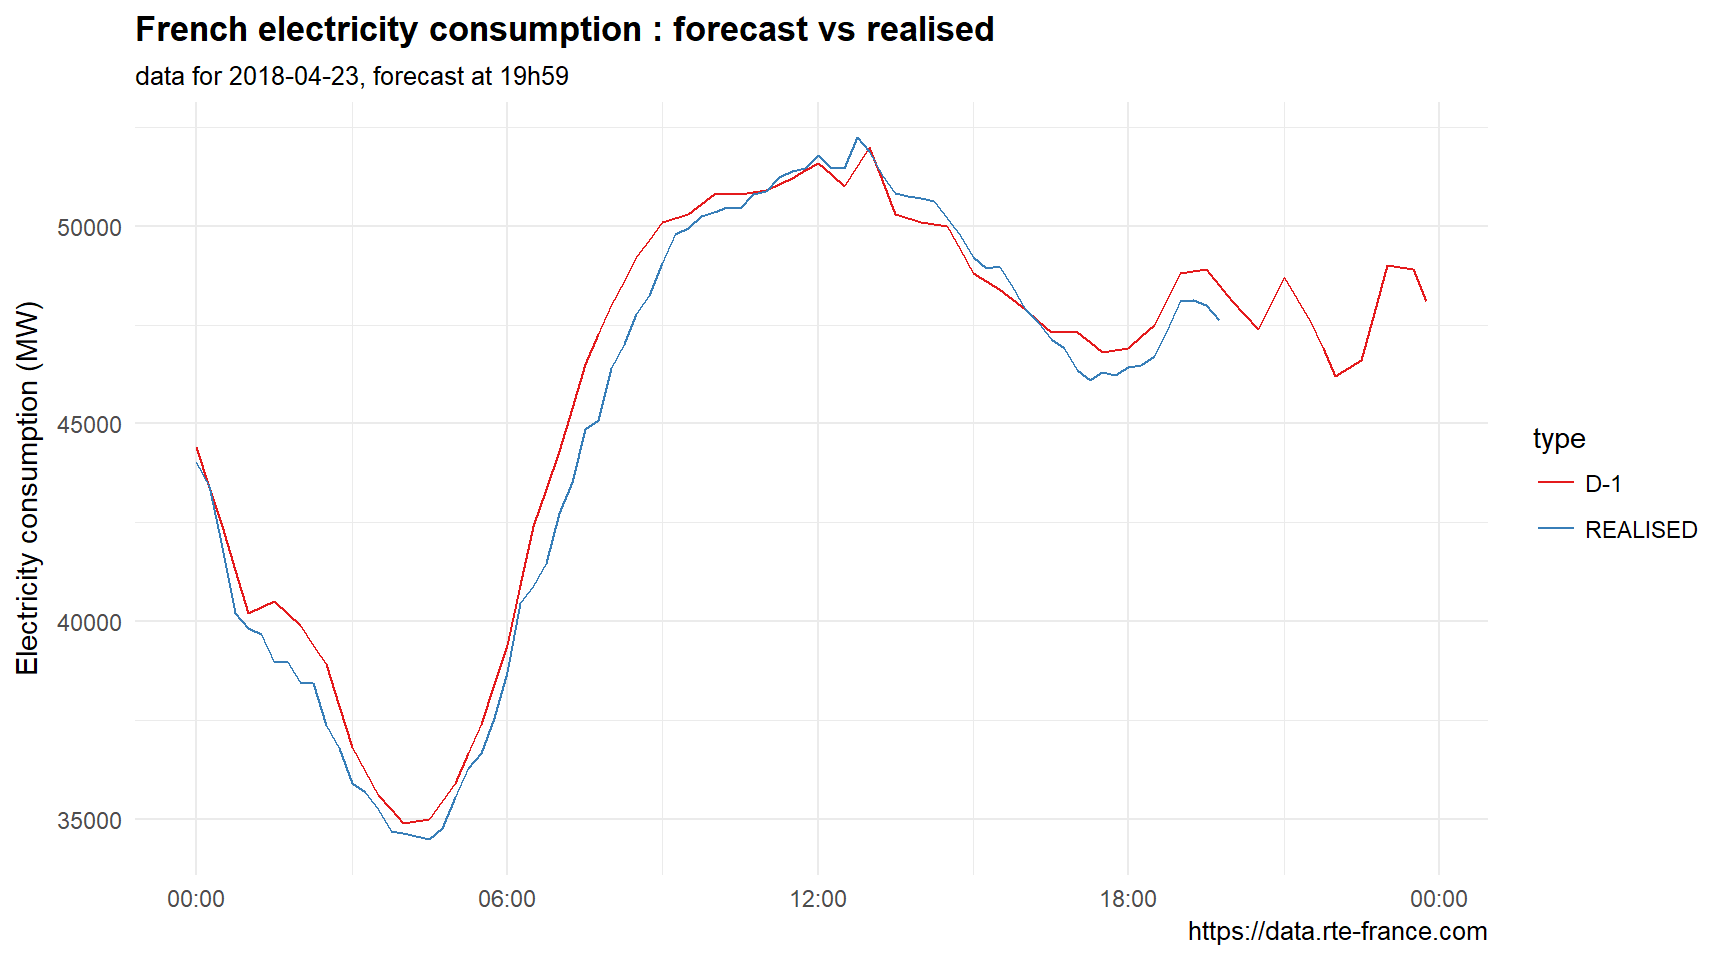 French electricity consumption : forecast vs realised
data for 2018-04-23, forecast at 19h59
Electricity consumption (MW)
50000
45000
40000
35000
00:00 06:00 12:00 18:00 00:00
https://data.rte-france.com
type
D-1
REALISED